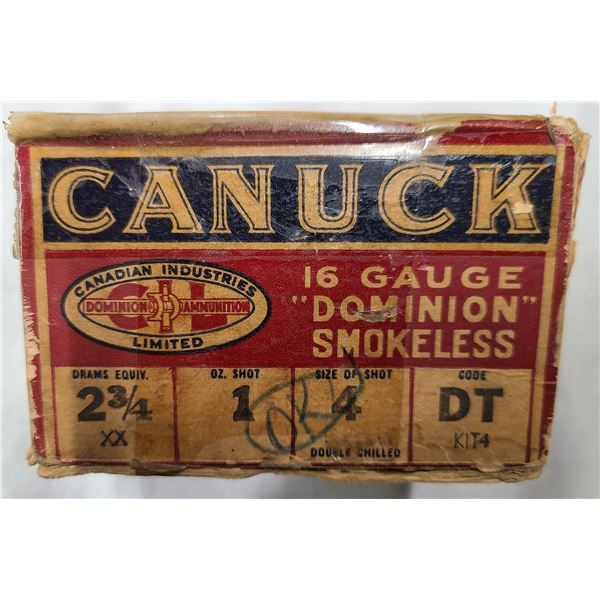 CANUCK
CANADIAN INDUSTRIES
DOMINION AMMUNITION
LIMITED
16 GAUGE
"DOMINION"
SMOKELESS
DRAMS EQUIV. OZ. SHOT SIZE OF SHOT CODE
2¾ 1 4 DT
XX KIT4
DOUBLE CHILLED